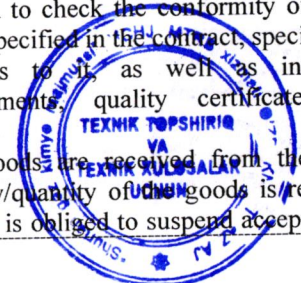 to check the conformity o
pecified in the contract, speci
s to it, as well as in
ments, quality certificate
oods are received from the
y/quantity of the goods is re
is obliged to suspend accep
TEXNIK TOPSHIRIQ
VA
TEXNIK XULOSALAR
UCHUN